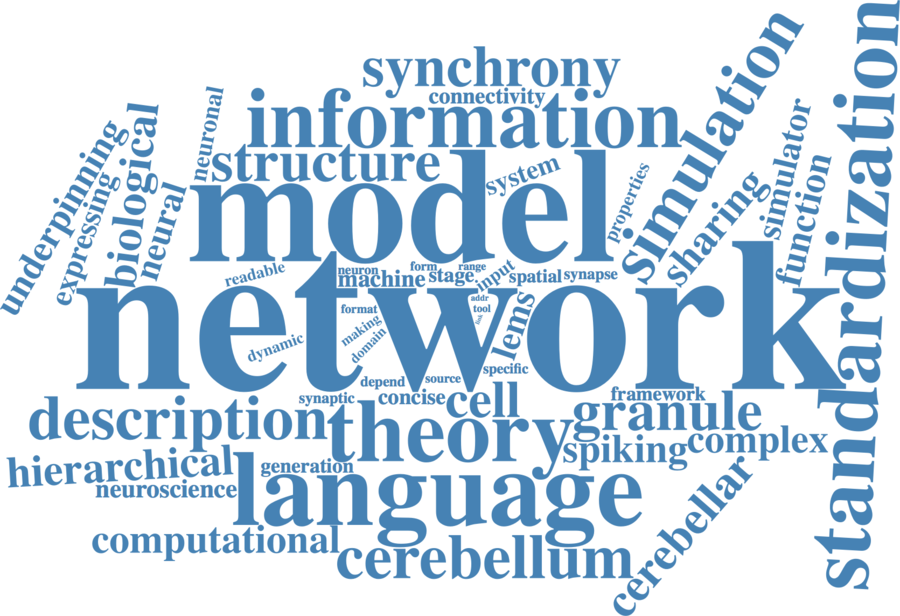 synchrony
connectivity
information
simulation
standardization
structure
neuronal
biological
underpinning
expressing
neural
model
system
properties
sharing
simulator
function
readable
neuron
form
range
machine
stage
input
spatial
synapse
network
format
making
domain
dynamic
addr
tool
lems
specific
source
depend
synaptic
concise
cell
framework
description
theory
granule
spiking
complex
hierarchical
generation
neuroscience
language
cerebellar
computational
cerebellum